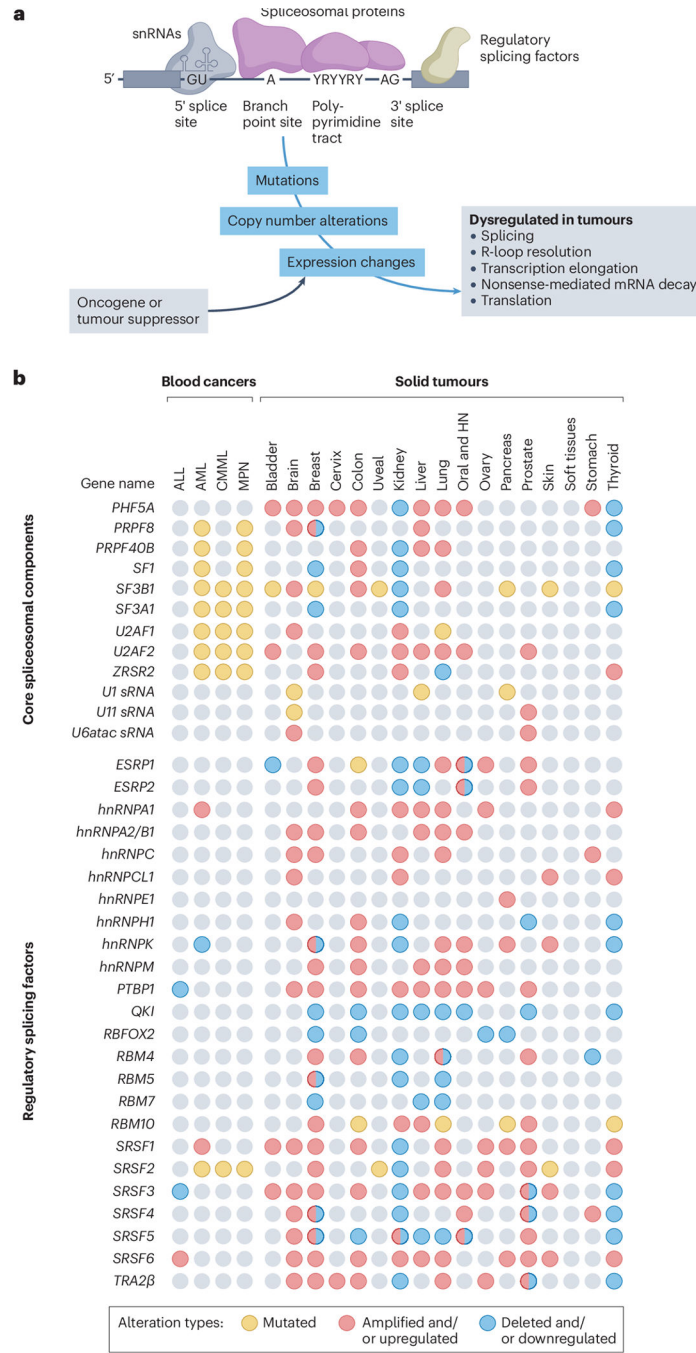 a
Spliceosomal proteins
snRNAs
Regulatory
splicing factors
5′
GU
A
YRYYRY
AG
3′
5′ splice
site
Branch
point site
Poly-
pyrimidine
tract
3′ splice
site
Mutations
Copy number alterations
Expression changes
Oncogene or
tumour suppressor
Dysregulated in tumours
• Splicing
• R-loop resolution
• Transcription elongation
• Nonsense-mediated mRNA decay
• Translation
b
Blood cancers
Solid tumours
Gene name
ALL
AML
CMML
MPN
Bladder
Brain
Breast
Cervix
Colon
Uveal
Kidney
Liver
Lung
Oral and HN
Ovary
Pancreas
Prostate
Skin
Soft tissues
Stomach
Thyroid
Core spliceosomal components
PHF5A
PRPF8
PRPF40B
SF1
SF3B1
SF3A1
U2AF1
U2AF2
ZRSR2
U1 sRNA
U11 sRNA
U6atac sRNA
Regulatory splicing factors
ESRP1
ESRP2
hnRNPA1
hnRNPA2/B1
hnRNPC
hnRNPCL1
hnRNPE1
hnRNPH1
hnRNPK
hnRNPM
PTBP1
QKI
RBFOX2
RBM4
RBM5
RBM7
RBM10
SRSF1
SRSF2
SRSF3
SRSF4
SRSF5
SRSF6
TRA2β
Alteration types:
Mutated
Amplified and/
or upregulated
Deleted and/
or downregulated